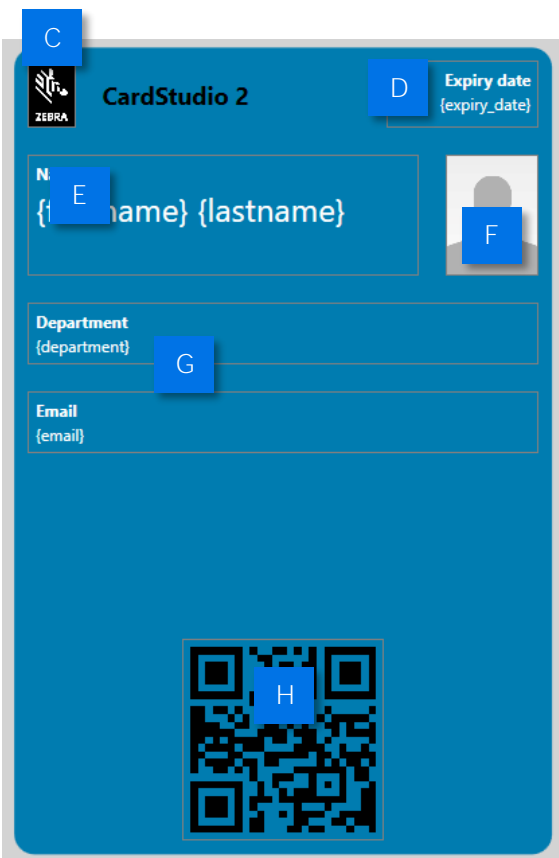 C
ZEBRA
CardStudio 2
D
Expiry date
{expiry_date}
E
{lastname}
F
Department
{department}
G
Email
{email}
H